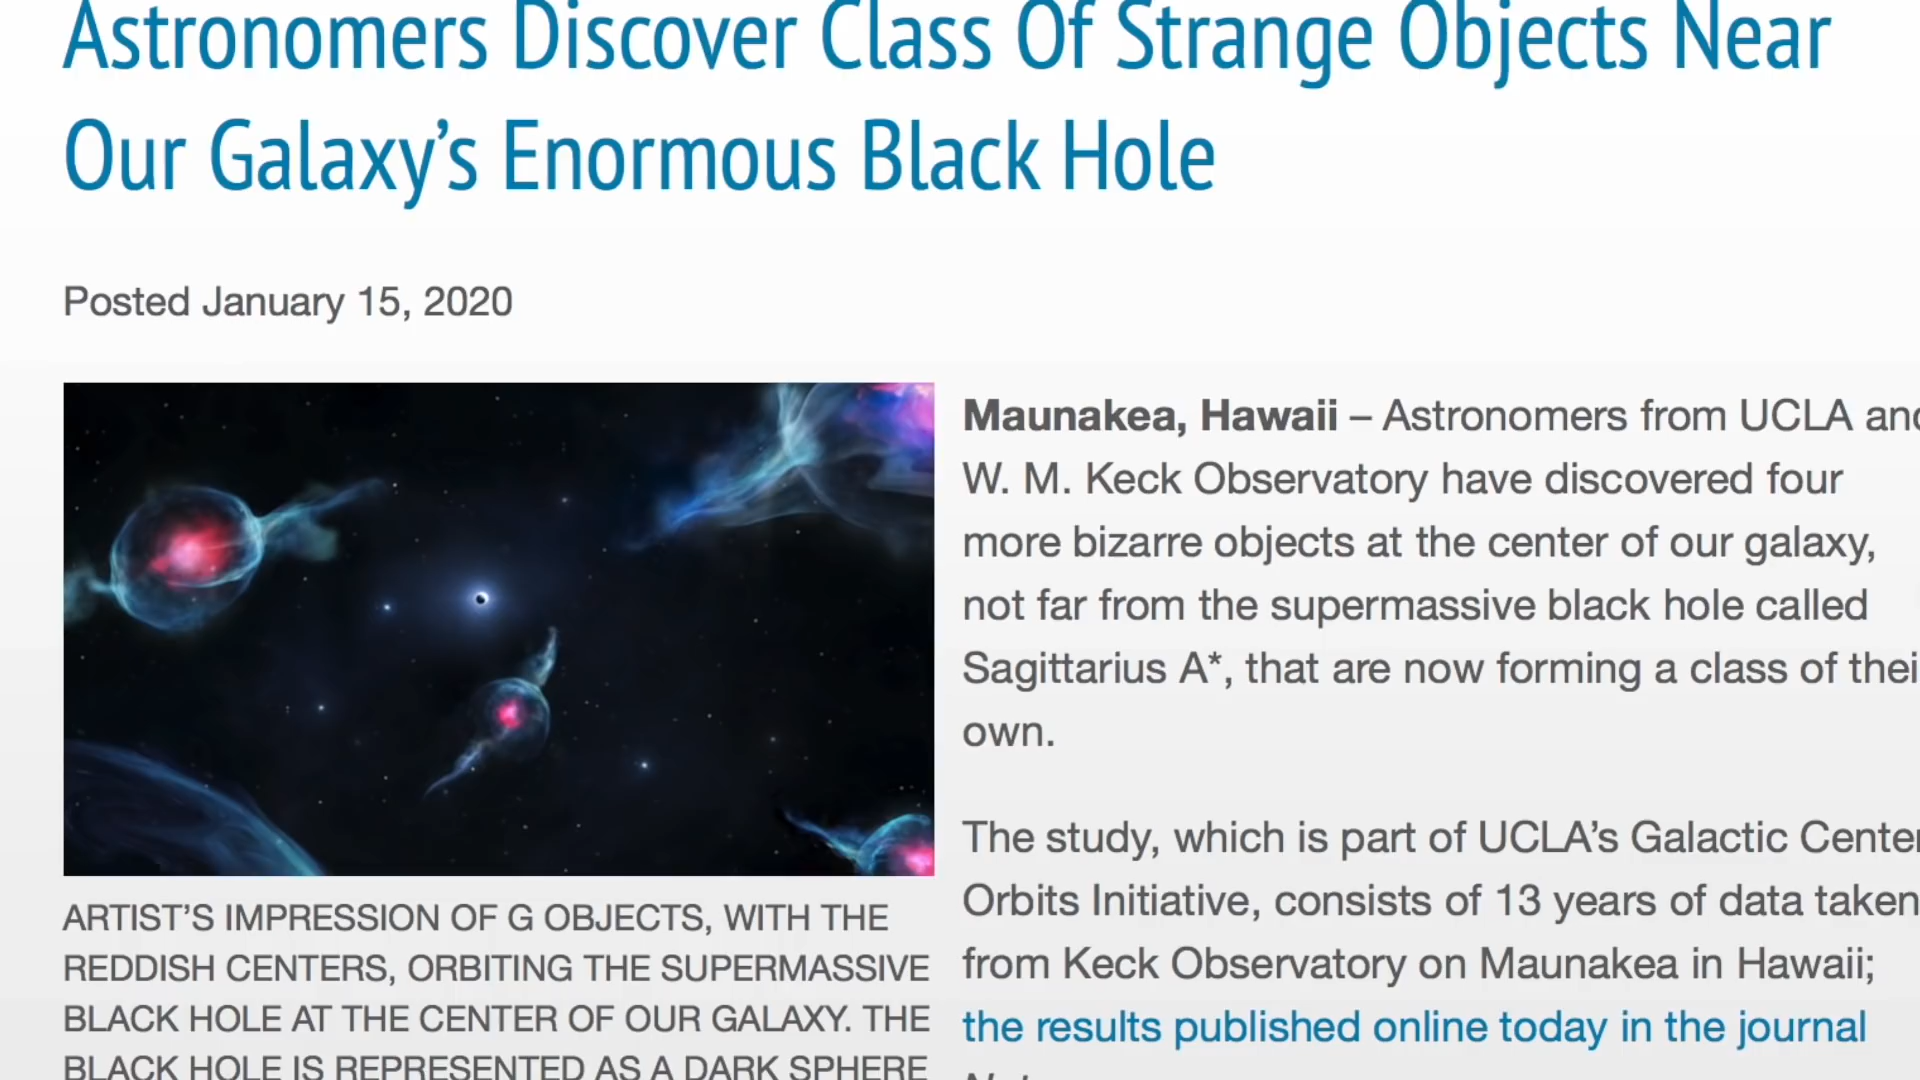 Astronomers Discover Class Of Strange Objects Near
Our Galaxy’s Enormous Black Hole
Posted January 15, 2020
ARTIST’S IMPRESSION OF G OBJECTS, WITH THE
REDDISH CENTERS, ORBITING THE SUPERMASSIVE
BLACK HOLE AT THE CENTER OF OUR GALAXY. THE
BLACK HOLE IS REPRESENTED AS A DARK SPHERE
Maunakea, Hawaii – Astronomers from UCLA and
W. M. Keck Observatory have discovered four
more bizarre objects at the center of our galaxy,
not far from the supermassive black hole called
Sagittarius A*, that are now forming a class of thei
own.
The study, which is part of UCLA’s Galactic Center
Orbits Initiative, consists of 13 years of data taken
from Keck Observatory on Maunakea in Hawaii;
the results published online today in the journal